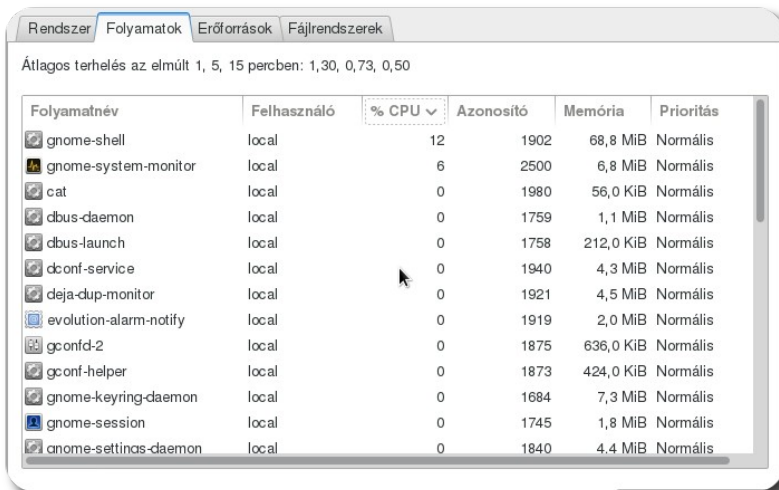 Rendszer Folyamatok Erőforrások Fájlrendszerek
Átlagos terhelés az elmúlt 1, 5, 15 percben: 1,30, 0,73, 0,50
Folyamatnév Felhasználó % CPU Azonosító Memória Prioritás
gnome-shell local 12 1902 68,8 MiB Normális
gnome-system-monitor local 6 2500 6,8 MiB Normális
cat local 0 1980 56,0 KiB Normális
dbus-daemon local 0 1759 1,1 MiB Normális
dbus-launch local 0 1758 212,0 KiB Normális
dconf-service local 0 1940 4,3 MiB Normális
deja-dup-monitor local 0 1921 4,5 MiB Normális
evolution-alarm-notify local 0 1919 2,0 MiB Normális
gconfd-2 local 0 1875 636,0 KiB Normális
gconf-helper local 0 1873 424,0 KiB Normális
gnome-keyring-daemon local 0 1684 7,3 MiB Normális
gnome-session local 0 1745 1,8 MiB Normális
gnome-settings-daemon local 0 1840 4,4 MiB Normális